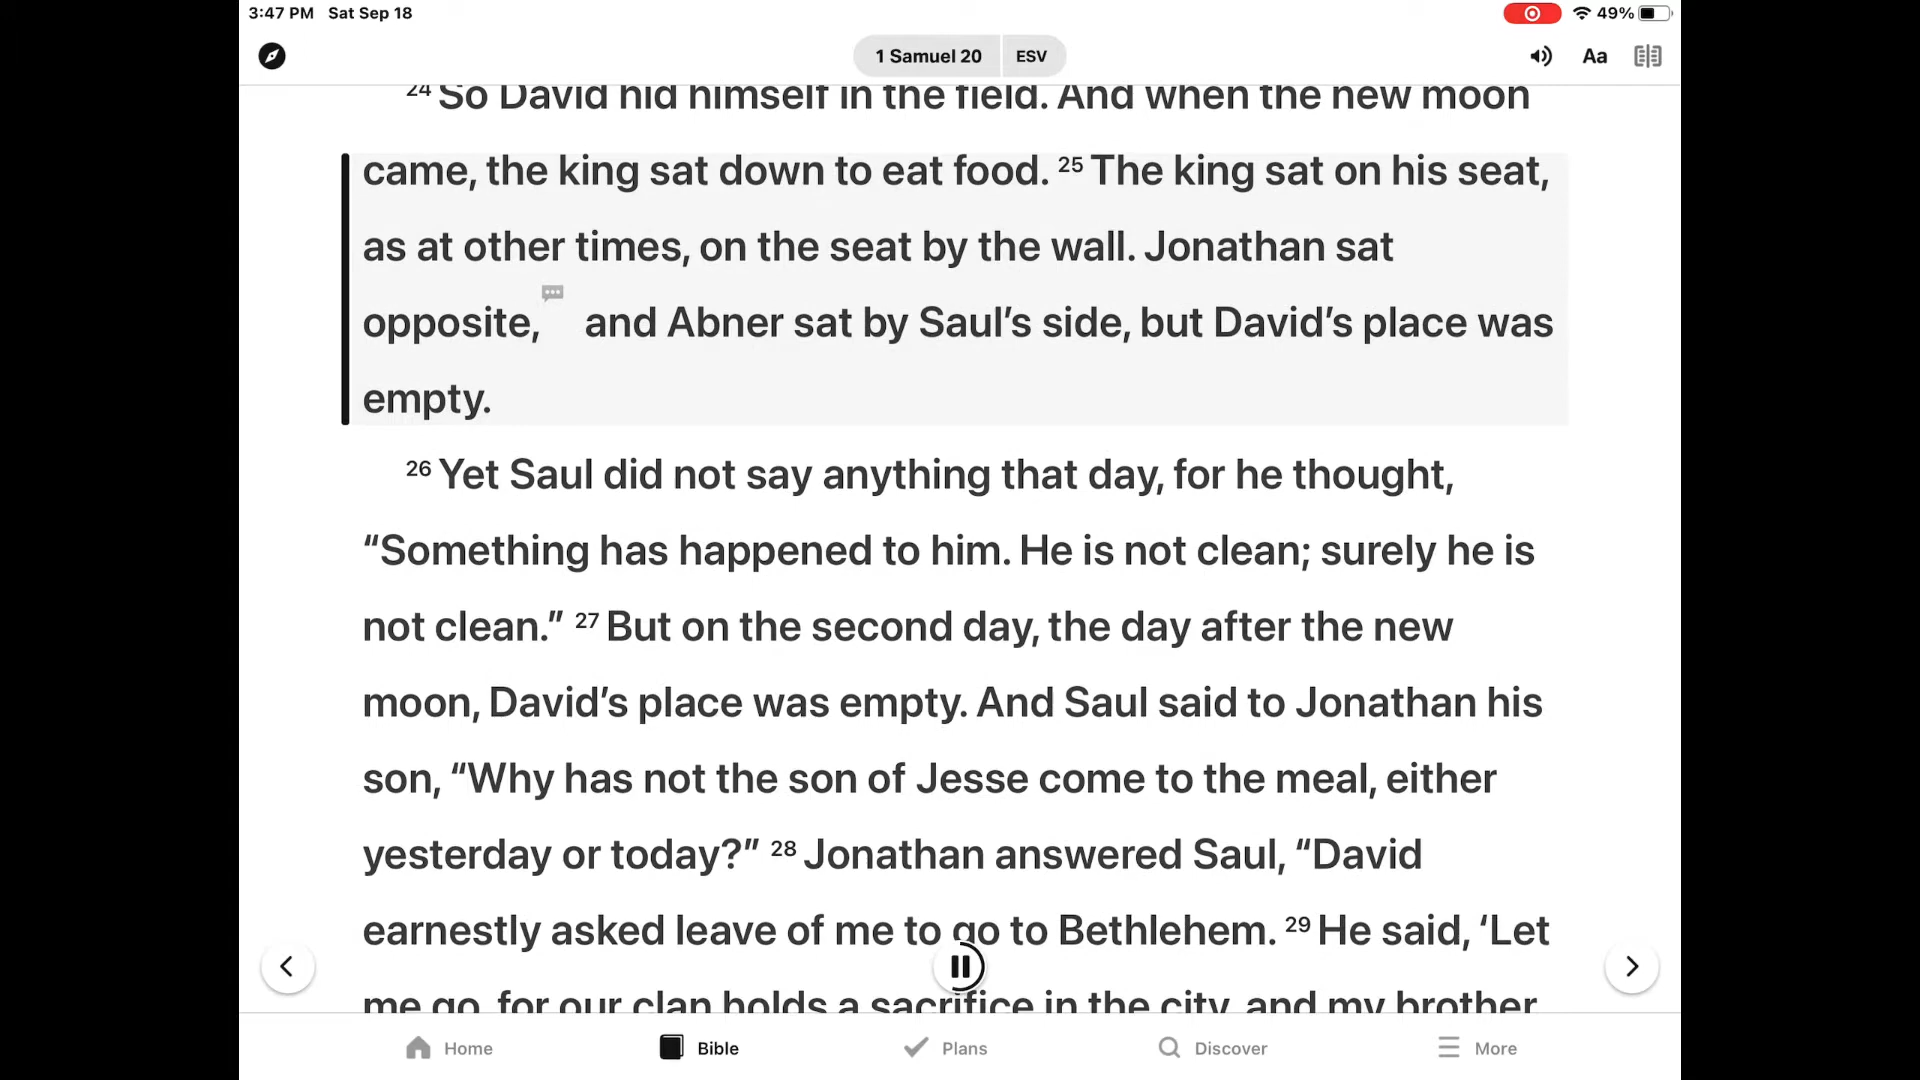 3:47 PM Sat Sep 18 49%
1 Samuel 20 ESV Aa
24 So David hid himself in the field. And when the new moon
came, the king sat down to eat food. 25 The king sat on his seat,
as at other times, on the seat by the wall. Jonathan sat
opposite, and Abner sat by Saul’s side, but David’s place was
empty.
26 Yet Saul did not say anything that day, for he thought,
“Something has happened to him. He is not clean; surely he is
not clean.” 27 But on the second day, the day after the new
moon, David’s place was empty. And Saul said to Jonathan his
son, “Why has not the son of Jesse come to the meal, either
yesterday or today?” 28 Jonathan answered Saul, “David
earnestly asked leave of me to go to Bethlehem. 29 He said, ‘Let
me go, for our clan holds a sacrifice in the city, and my brother
Home Bible Plans Discover More